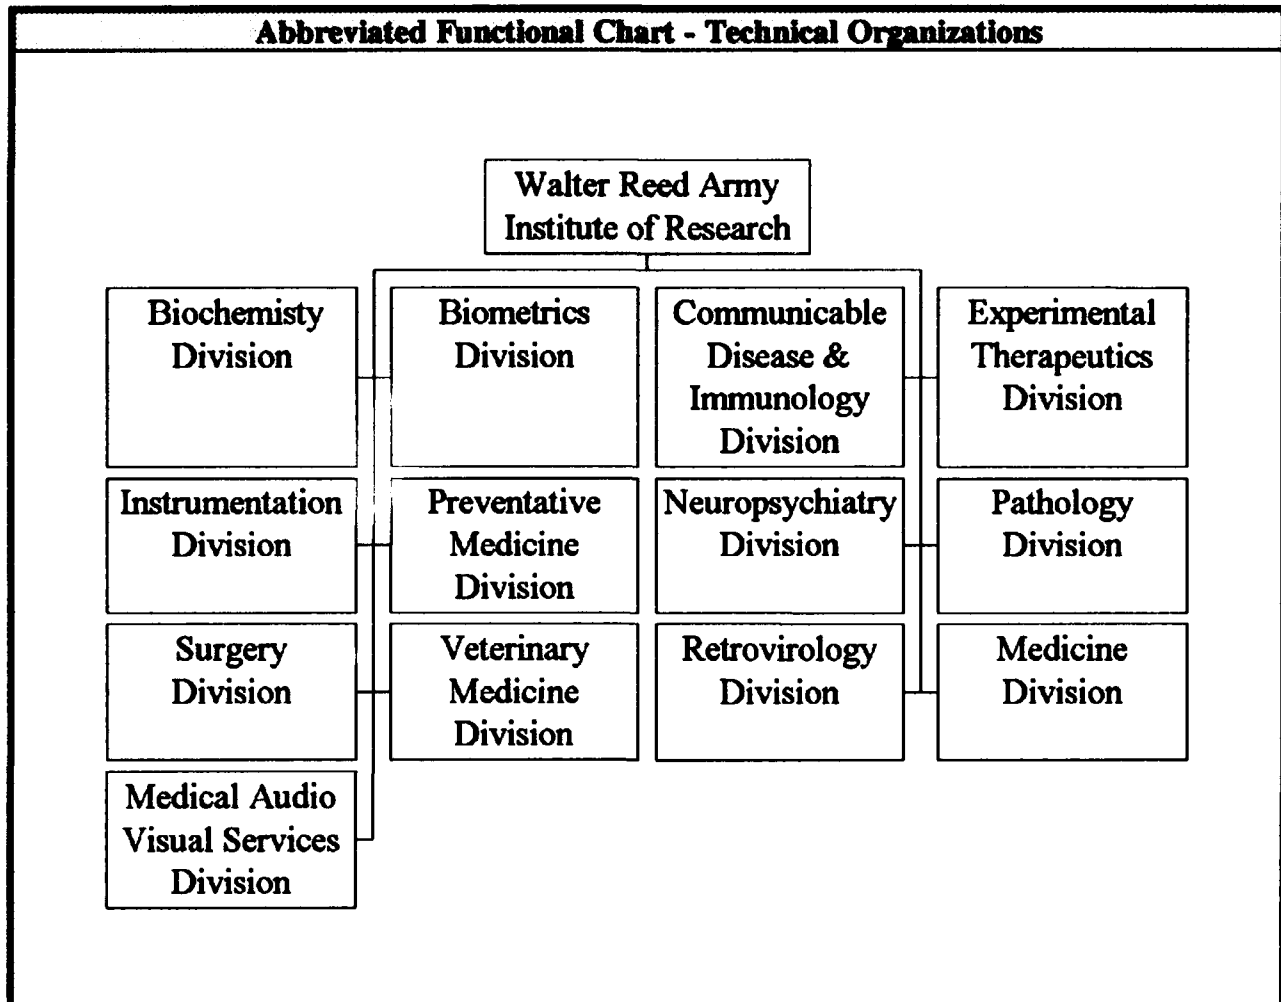 Abbreviated Functional Chart - Technical Organizations
Walter Reed Army
Institute of Research
Biochemisty
Division
Biometrics
Division
Communicable
Disease &
Immunology
Division
Experimental
Therapeutics
Division
Instrumentation
Division
Preventative
Medicine
Division
Neuropsychiatry
Division
Pathology
Division
Surgery
Division
Veterinary
Medicine
Division
Retrovirology
Division
Medicine
Division
Medical Audio
Visual Services
Division